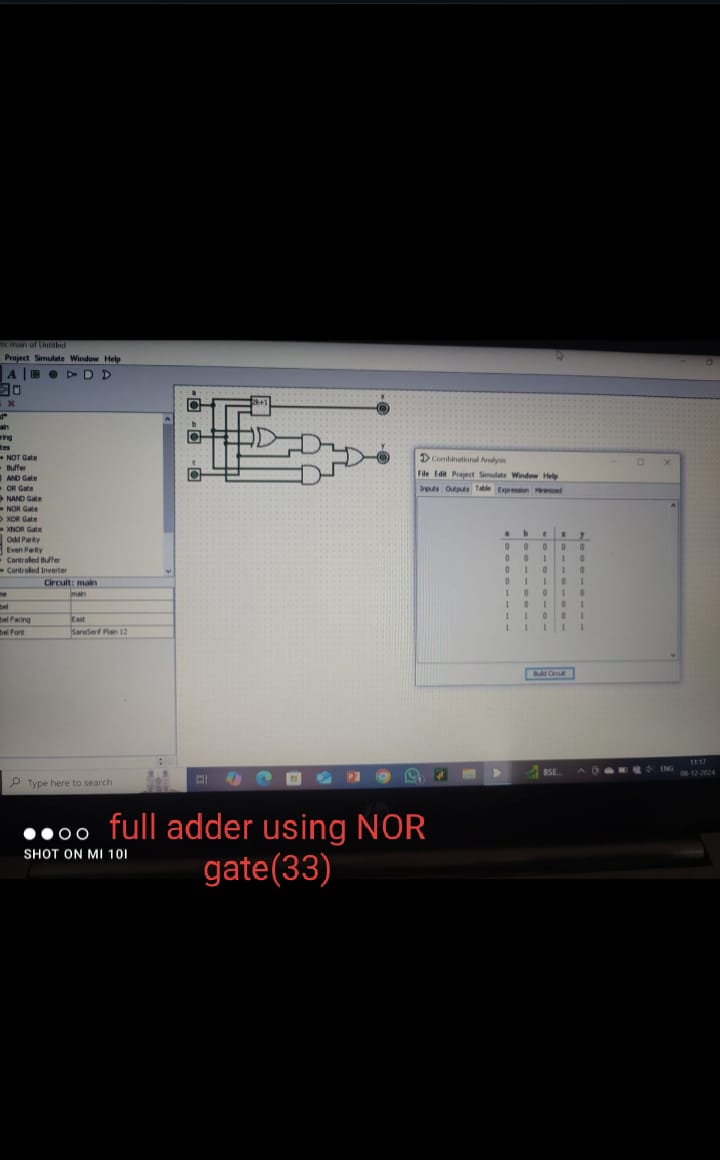 main of Untitled
Project Simulate Window Help
A
a
2k+1
x
b
y
c
NOT Gate
Buffer
AND Gate
OR Gate
NAND Gate
NOR Gate
XOR Gate
XNOR Gate
Odd Parity
Even Parity
Controlled Buffer
Controlled Inverter
Circuit: main
main
East
SansSerif Plain 12
Combinational Analysis
File Edit Project Simulate Window Help
Inputs Outputs Table Expression Minimized
a b c x y
0 0 0 0 0
0 0 1 1 0
0 1 0 1 0
0 1 1 0 1
1 0 0 1 0
1 0 1 0 1
1 1 0 0 1
1 1 1 1 1
Build Circuit
Type here to search
BSE...
ENG
11:17
08-12-2024
full adder using NOR
gate(33)
SHOT ON MI 10I